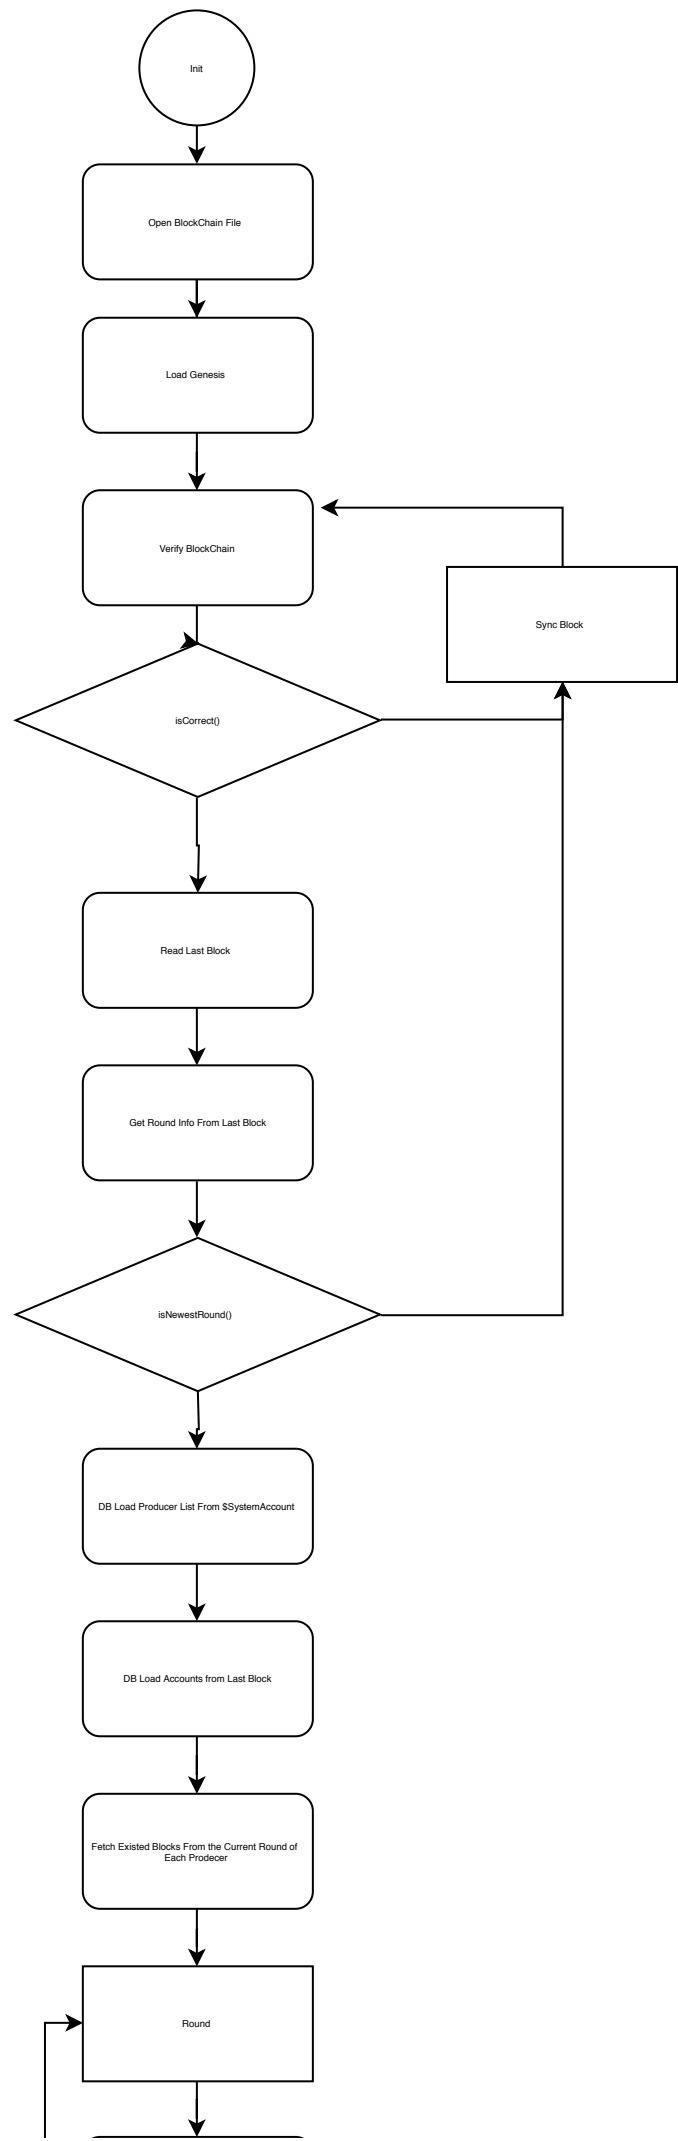 Init
Open BlockChain File
Load Genesis
Verify BlockChain
Sync Block
isCorrect()
Read Last Block
Get Round Info From Last Block
isNewestRound()
DB Load Producer List From $SystemAccount
DB Load Accounts from Last Block
Fetch Existed Blocks From the Current Round of
Each Prodecer
Round